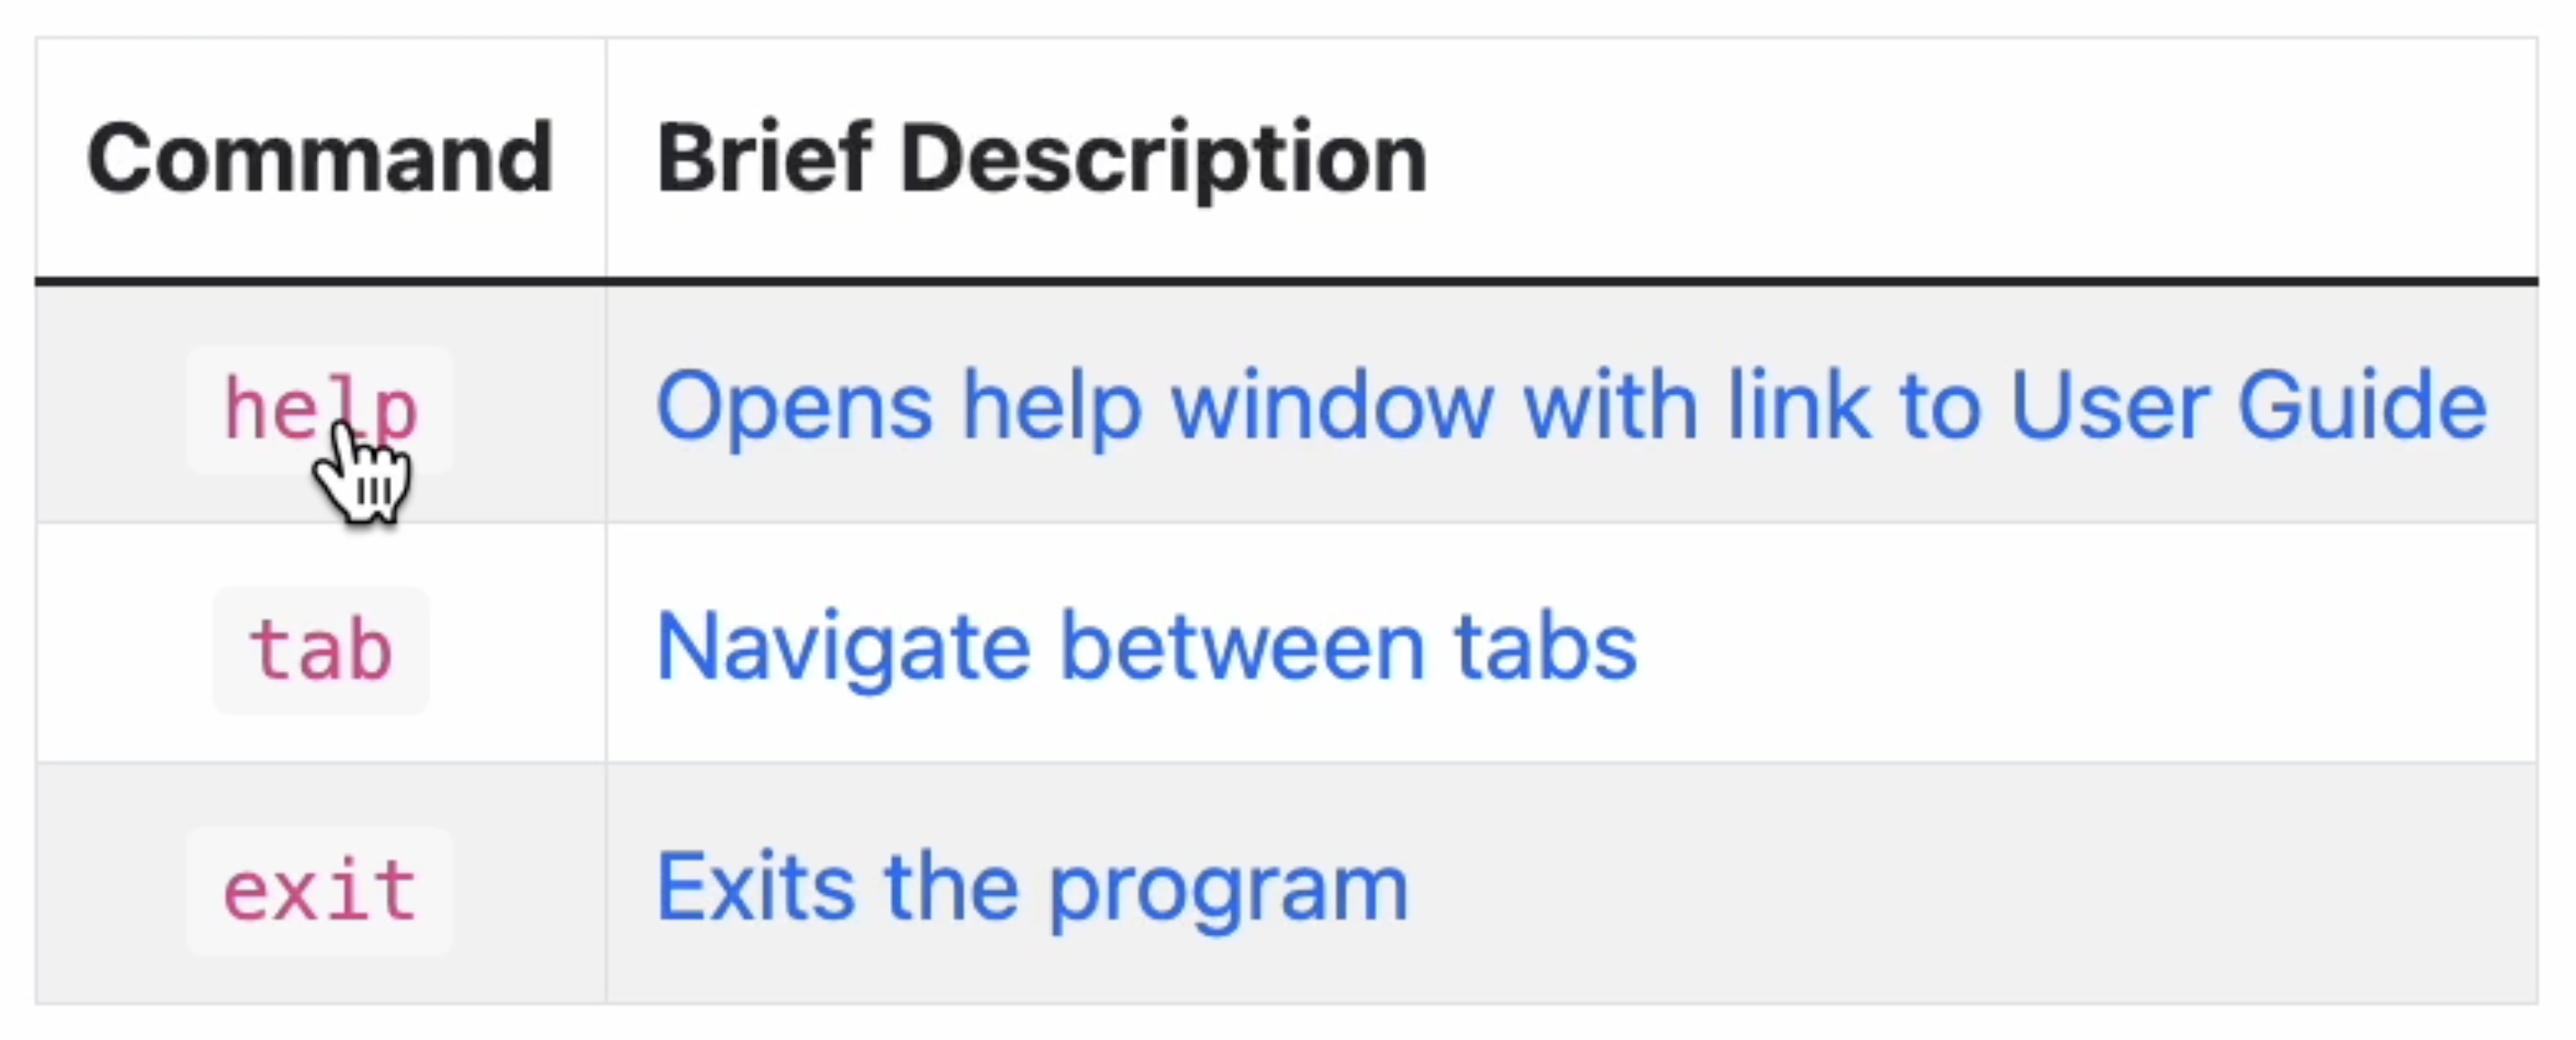 Command Brief Description
help Opens help window with link to User Guide
tab Navigate between tabs
exit Exits the program